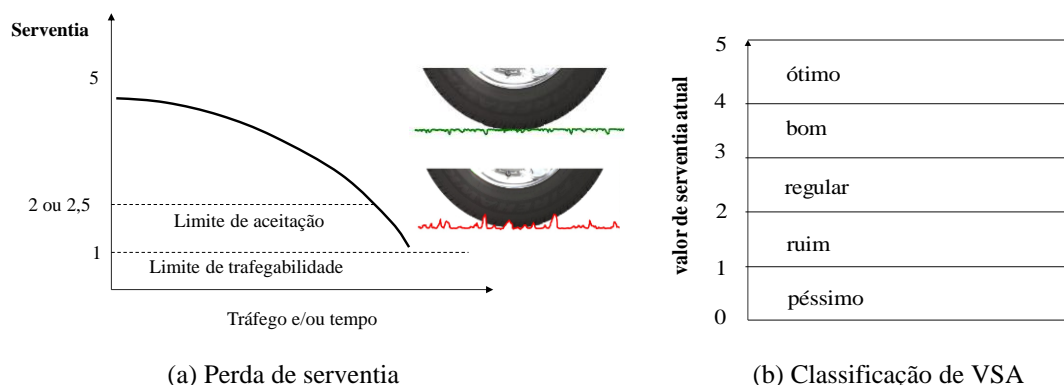 Serventia
5
2 ou 2,5
Limite de aceitação
1
Limite de trafegabilidade
Tráfego e/ou tempo
(a) Perda de serventia
valor de serventia atual
5
ótimo
4
bom
3
regular
2
ruim
1
péssimo
0
(b) Classificação de VSA